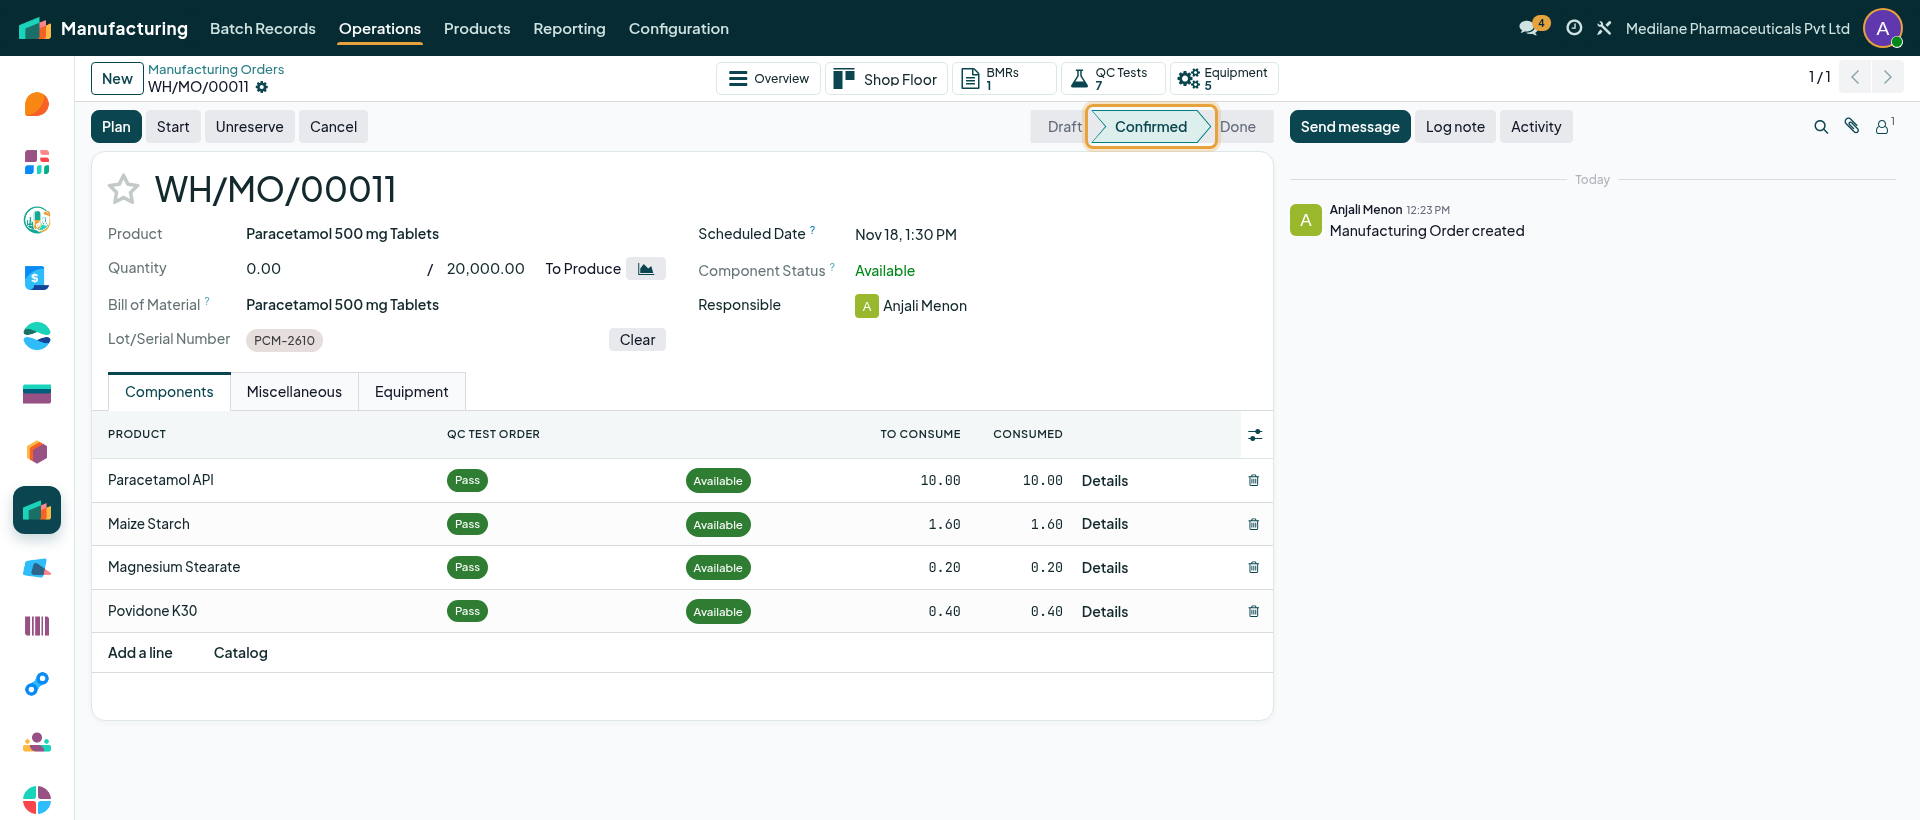 Manufacturing
Batch Records Operations Products Reporting Configuration
4
Medilane Pharmaceuticals Pvt Ltd
A
New
Manufacturing Orders
WH/MO/00011
Overview
Shop Floor
BMRs
1
QC Tests
7
Equipment
5
1 / 1
Plan Start Unreserve Cancel
Draft Confirmed Done
Send message Log note Activity
1
WH/MO/00011
Product Paracetamol 500 mg Tablets
Quantity 0.00 / 20,000.00 To Produce
Bill of Material ? Paracetamol 500 mg Tablets
Lot/Serial Number PCM-2610 Clear
Scheduled Date ? Nov 18, 1:30 PM
Component Status ? Available
Responsible A Anjali Menon
Components Miscellaneous Equipment
PRODUCT QC TEST ORDER TO CONSUME CONSUMED
Paracetamol API Pass Available 10.00 10.00 Details
Maize Starch Pass Available 1.60 1.60 Details
Magnesium Stearate Pass Available 0.20 0.20 Details
Povidone K30 Pass Available 0.40 0.40 Details
Add a line Catalog
Today
A
Anjali Menon 12:23 PM
Manufacturing Order created
$